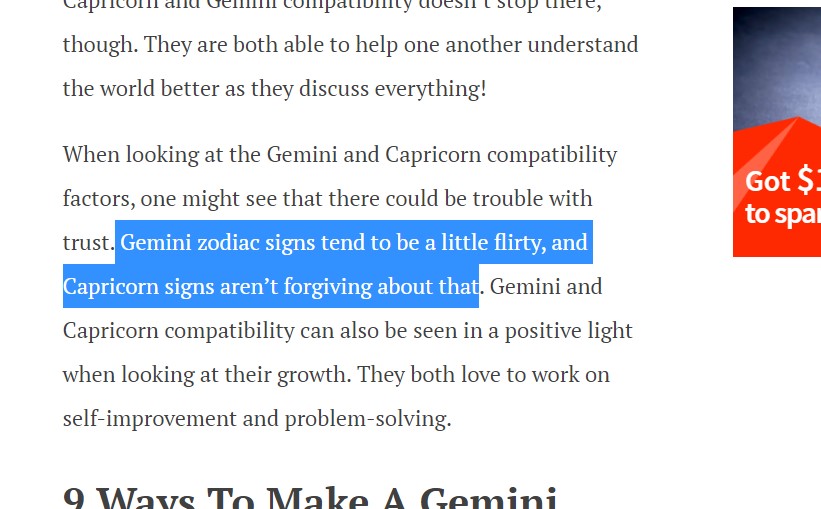 Capricorn and Gemini compatibility doesn't stop there,
though. They are both able to help one another understand
the world better as they discuss everything!
When looking at the Gemini and Capricorn compatibility
factors, one might see that there could be trouble with
trust. Gemini zodiac signs tend to be a little flirty, and
Capricorn signs aren’t forgiving about that. Gemini and
Capricorn compatibility can also be seen in a positive light
when looking at their growth. They both love to work on
self-improvement and problem-solving.
9 Ways To Make A Gemini
Got $1
to spar